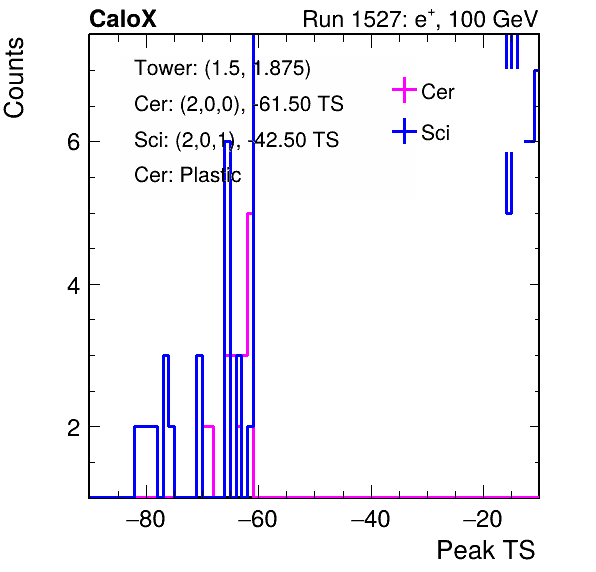 CaloX Run 1527: e+, 100 GeV
Counts
Tower: (1.5, 1.875)
Cer: (2,0,0), -61.50 TS
Sci: (2,0,1), -42.50 TS
Cer: Plastic
Cer
Sci
6
4
2
−80 −60 −40 −20
Peak TS